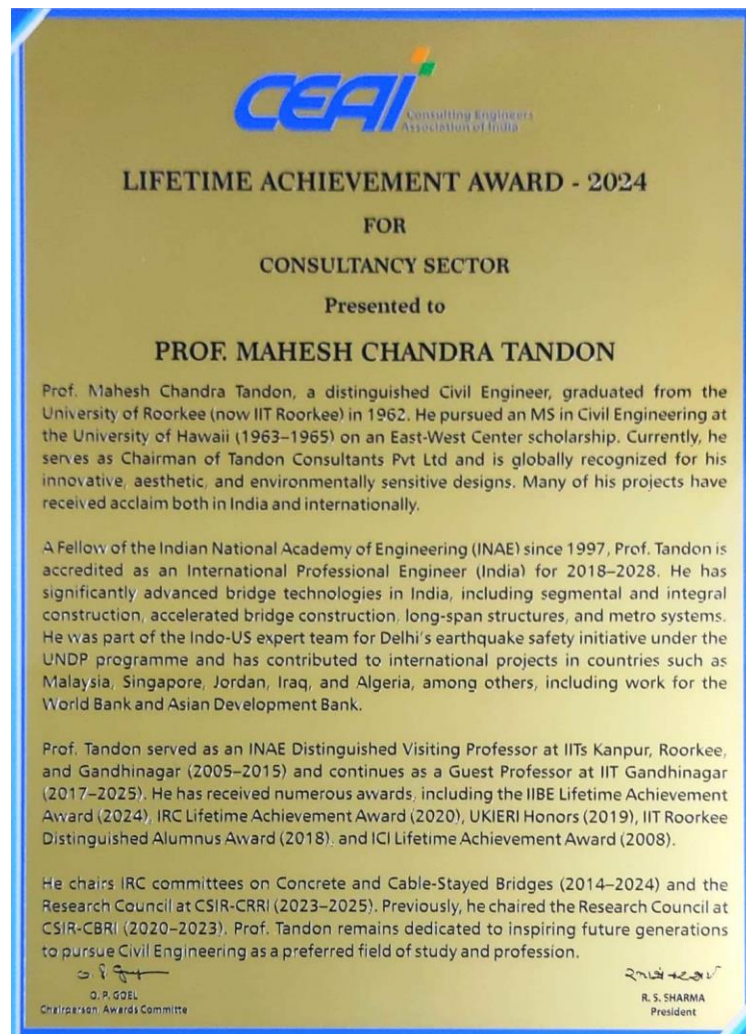 CEAI
Consulting Engineers
Association of India
LIFETIME ACHIEVEMENT AWARD - 2024
FOR
CONSULTANCY SECTOR
Presented to
PROF. MAHESH CHANDRA TANDON
Prof. Mahesh Chandra Tandon, a distinguished Civil Engineer, graduated from the
University of Roorkee (now IIT Roorkee) in 1962. He pursued an MS in Civil Engineering at
the University of Hawaii (1963–1965) on an East-West Center scholarship. Currently, he
serves as Chairman of Tandon Consultants Pvt Ltd and is globally recognized for his
innovative, aesthetic, and environmentally sensitive designs. Many of his projects have
received acclaim both in India and internationally.
A Fellow of the Indian National Academy of Engineering (INAE) since 1997, Prof. Tandon is
accredited as an International Professional Engineer (India) for 2018–2028. He has
significantly advanced bridge technologies in India, including segmental and integral
construction, accelerated bridge construction, long-span structures, and metro systems.
He was part of the Indo-US expert team for Delhi's earthquake safety initiative under the
UNDP programme and has contributed to international projects in countries such as
Malaysia, Singapore, Jordan, Iraq, and Algeria, among others, including work for the
World Bank and Asian Development Bank.
Prof. Tandon served as an INAE Distinguished Visiting Professor at IITs Kanpur, Roorkee,
and Gandhinagar (2005–2015) and continues as a Guest Professor at IIT Gandhinagar
(2017–2025). He has received numerous awards, including the IIBE Lifetime Achievement
Award (2024), IRC Lifetime Achievement Award (2020), UKIERI Honors (2019), IIT Roorkee
Distinguished Alumnus Award (2018), and ICI Lifetime Achievement Award (2008).
He chairs IRC committees on Concrete and Cable-Stayed Bridges (2014–2024) and the
Research Council at CSIR-CRRI (2023–2025). Previously, he chaired the Research Council at
CSIR-CBRI (2020–2023). Prof. Tandon remains dedicated to inspiring future generations
to pursue Civil Engineering as a preferred field of study and profession.
O. P. GOEL
Chairperson, Awards Committe
R. S. SHARMA
President